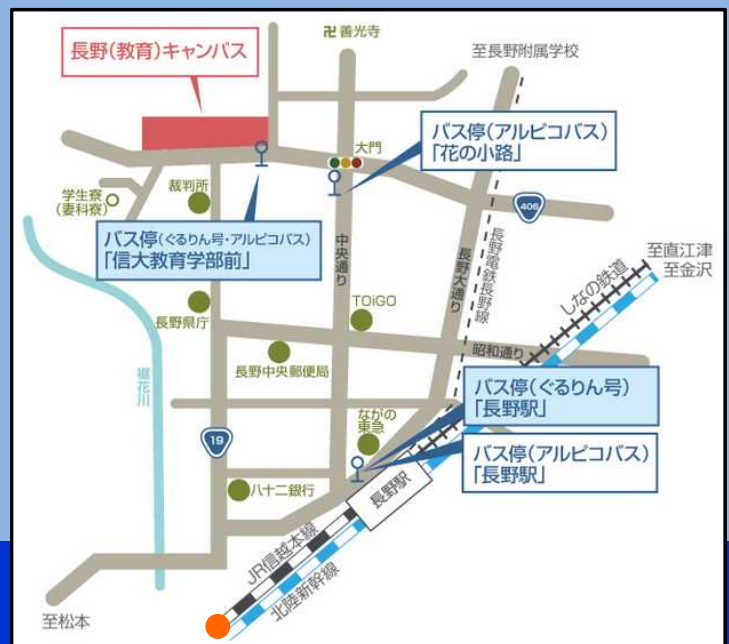 卍善光寺
長野(教育)キャンパス
至長野附属学校
バス停(アルピコバス)
「花の小路」
大門
学生寮
(妻科寮)
裁判所
406
バス停(ぐるりん号・アルピコバス)
「信大教育学部前」
中央通り
長野大通り
長野電鉄長野線
至直江津
至金沢
しなの鉄道
長野県庁
TOiGO
昭和通り
長野中央郵便局
裾花川
バス停(ぐるりん号)
「長野駅」
ながの
東急
19
バス停(アルピコバス)
「長野駅」
八十二銀行
長野駅
JR信越本線
北陸新幹線
至松本